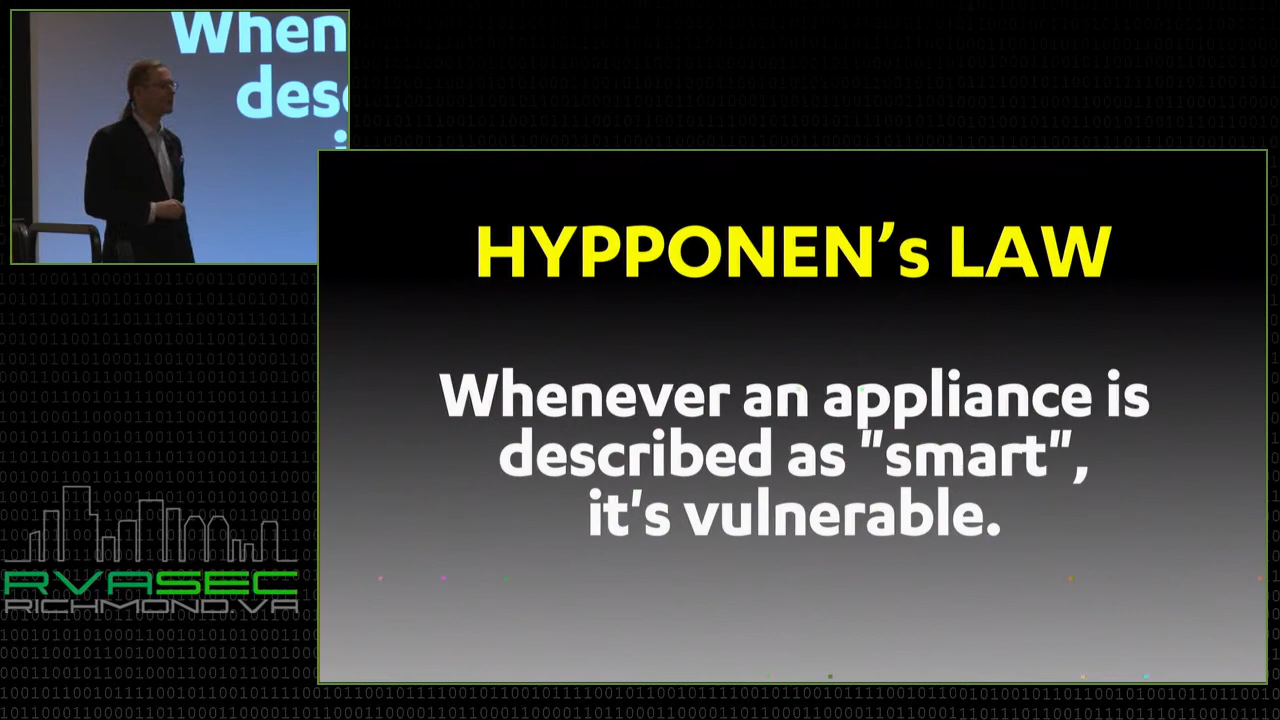 When
desc
HYPPONEN’s LAW
Whenever an appliance is
described as "smart",
it's vulnerable.
RVASEC
RICHMOND.VA